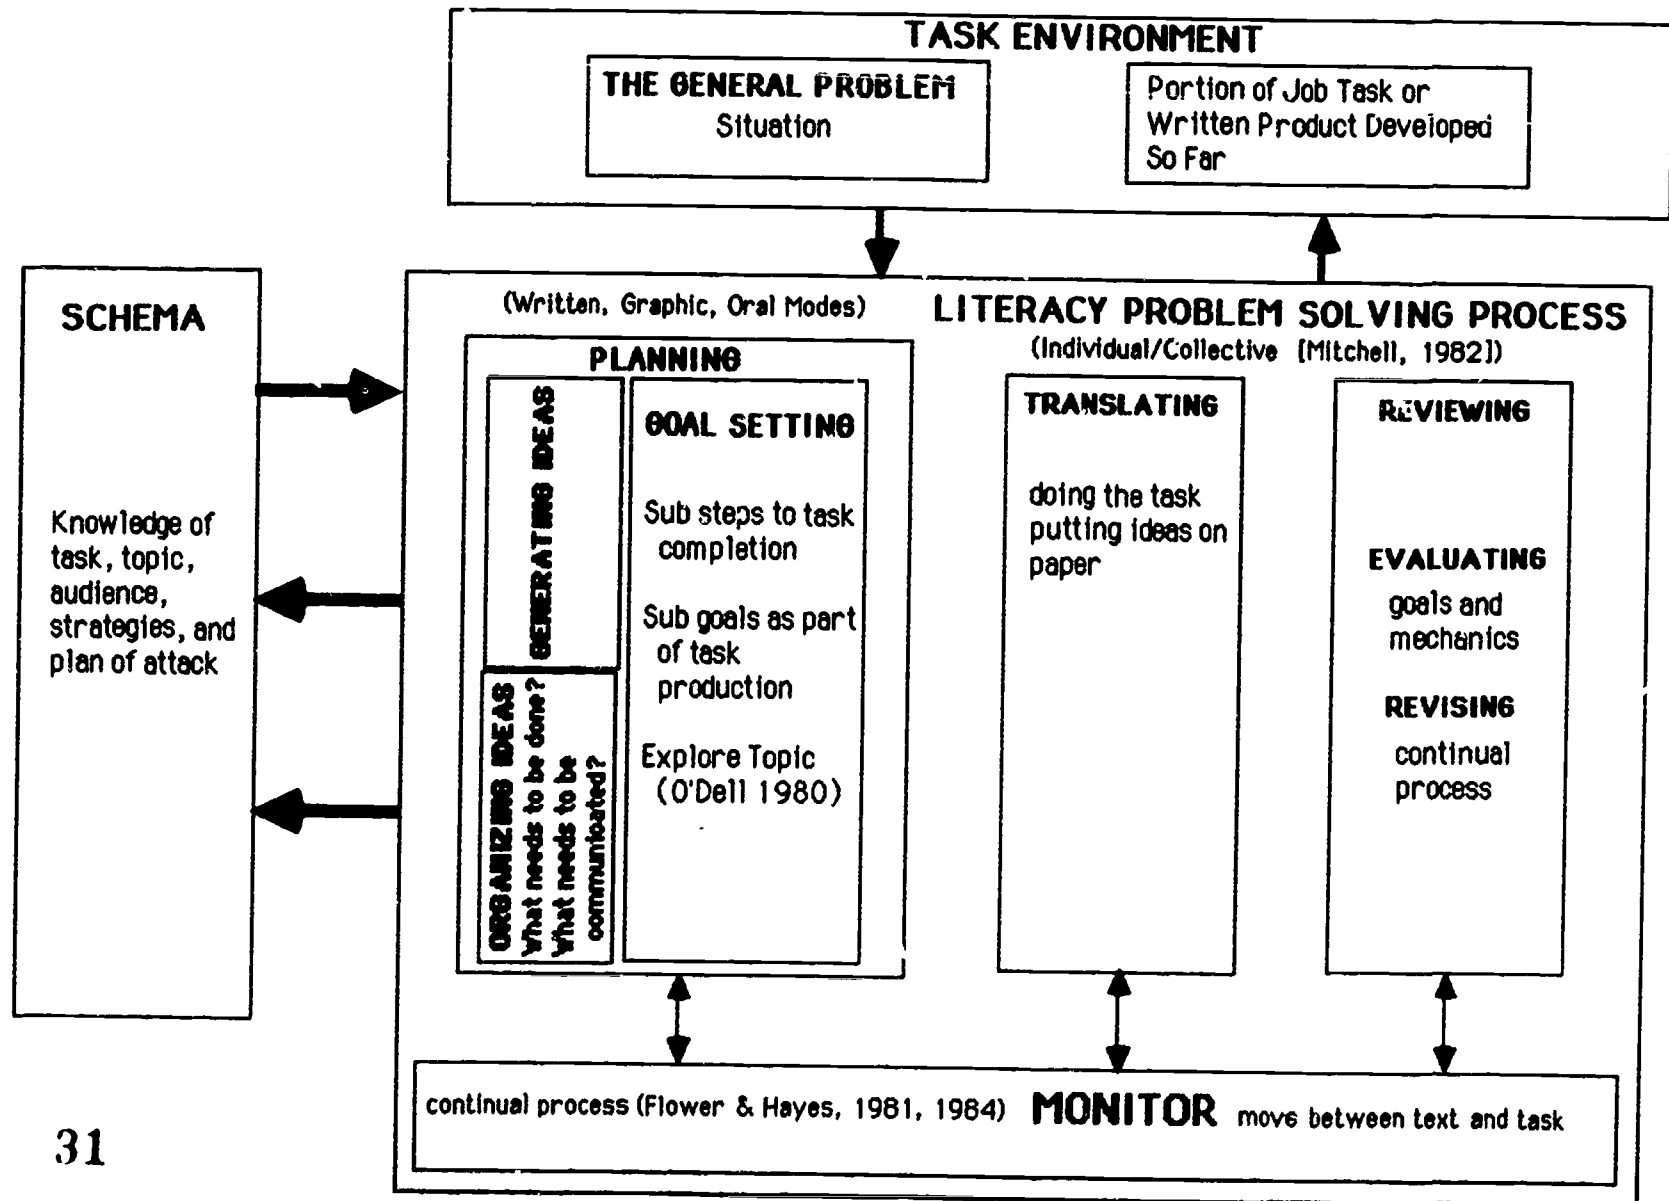 TASK ENVIRONMENT
THE GENERAL PROBLEM
Situation
Portion of Job Task or
Written Product Developed
So Far
SCHEMA
Knowledge of
task, topic,
audience,
strategies, and
plan of attack
(Written, Graphic, Oral Modes)
LITERACY PROBLEM SOLVING PROCESS
(Individual/Collective [Mitchell, 1982])
PLANNING
GENERATING IDEAS
ORGANIZING IDEAS
What needs to be done?
What needs to be
communicated?
GOAL SETTING
Sub steps to task
completion
Sub goals as part
of task
production
Explore Topic
(O'Dell 1980)
TRANSLATING
doing the task
putting ideas on
paper
REVIEWING
EVALUATING
goals and
mechanics
REVISING
continual
process
continual process (Flower & Hayes, 1981, 1984) MONITOR move between text and task
31